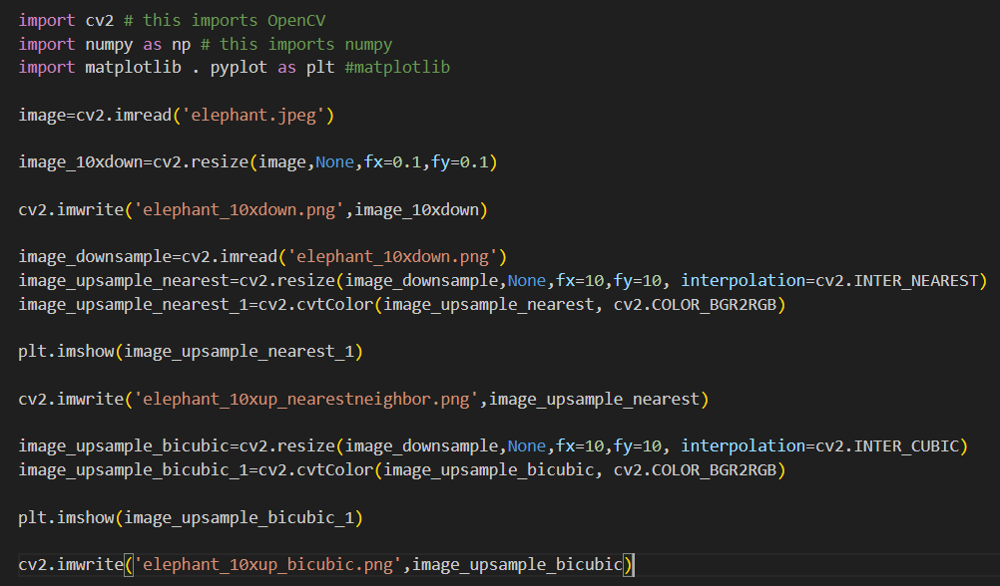 import cv2 # this imports OpenCV
import numpy as np # this imports numpy
import matplotlib . pyplot as plt #matplotlib
image=cv2.imread('elephant.jpeg')
image_10xdown=cv2.resize(image,None,fx=0.1,fy=0.1)
cv2.imwrite('elephant_10xdown.png',image_10xdown)
image_downsample=cv2.imread('elephant_10xdown.png')
image_upsample_nearest=cv2.resize(image_downsample,None,fx=10,fy=10, interpolation=cv2.INTER_NEAREST)
image_upsample_nearest_1=cv2.cvtColor(image_upsample_nearest, cv2.COLOR_BGR2RGB)
plt.imshow(image_upsample_nearest_1)
cv2.imwrite('elephant_10xup_nearestneighbor.png',image_upsample_nearest)
image_upsample_bicubic=cv2.resize(image_downsample,None,fx=10,fy=10, interpolation=cv2.INTER_CUBIC)
image_upsample_bicubic_1=cv2.cvtColor(image_upsample_bicubic, cv2.COLOR_BGR2RGB)
plt.imshow(image_upsample_bicubic_1)
cv2.imwrite('elephant_10xup_bicubic.png',image_upsample_bicubic)